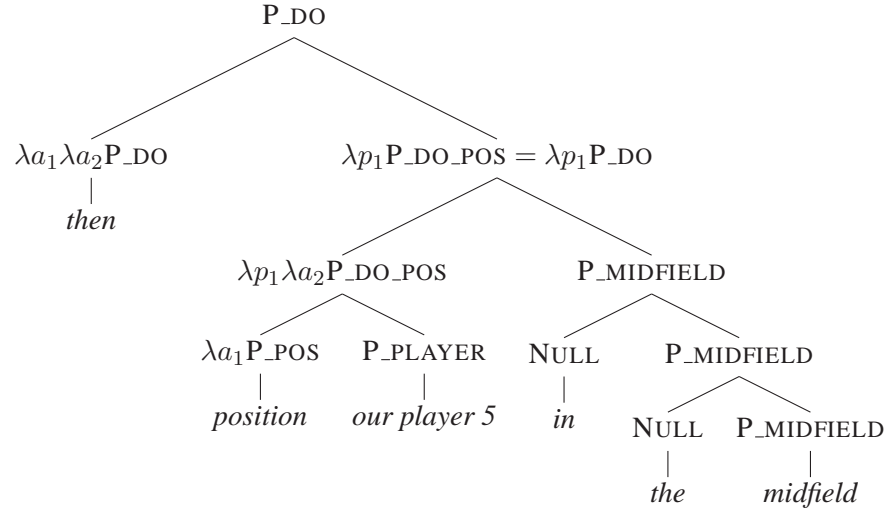 P_DO
λa₁λa₂P_DO λp₁P_DO_POS = λp₁P_DO
then
λp₁λa₂P_DO_POS P_MIDFIELD
λa₁P_POS P_PLAYER NULL P_MIDFIELD
position our player 5 in
NULL P_MIDFIELD
the midfield